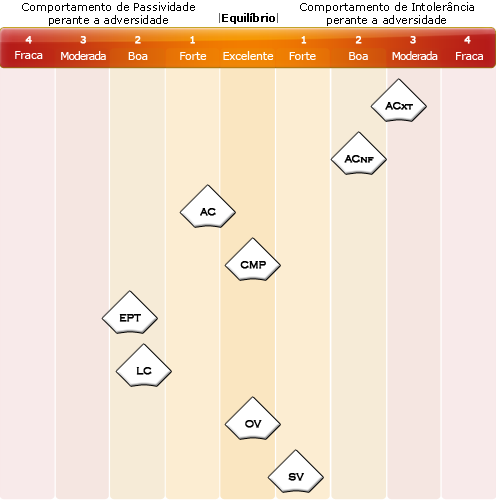 Comportamento de Passividade
perante a adversidade
|Equilíbrio|
Comportamento de Intolerância
perante a adversidade
4 3 2 1 1 2 3 4
Fraca Moderada Boa Forte Excelente Forte Boa Moderada Fraca
ACXT
ACNF
AC
CMP
EPT
LC
OV
SV